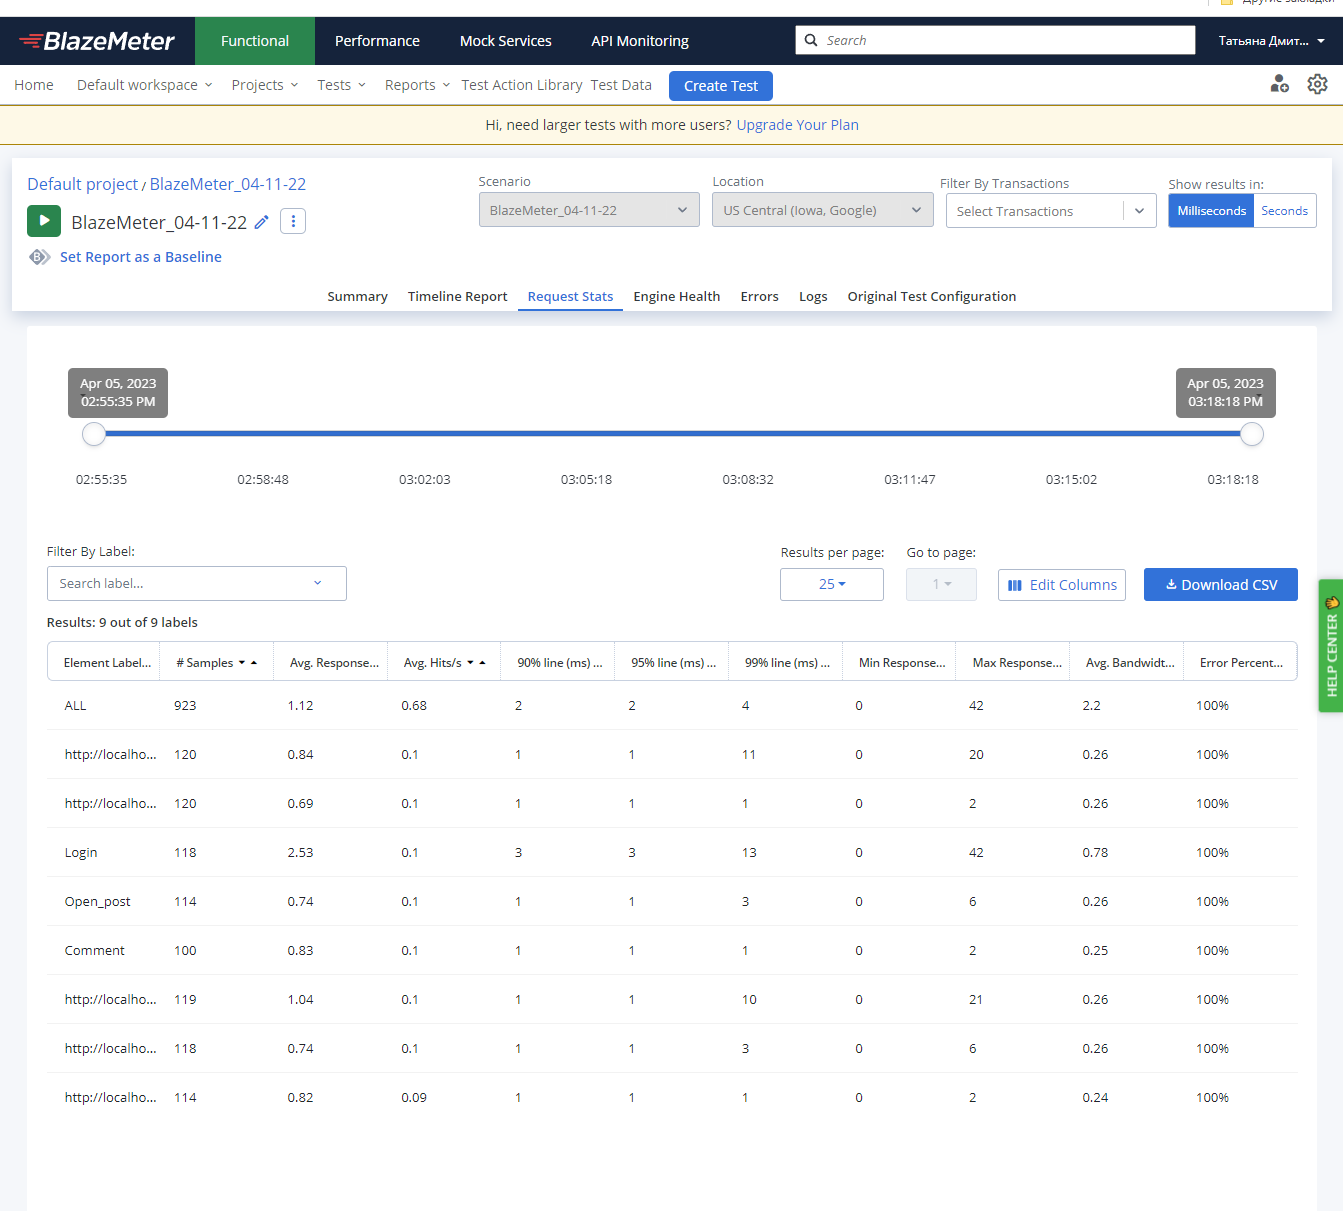 BlazeMeter Functional Performance Mock Services API Monitoring Search Татьяна Дмит...
Home Default workspace Projects Tests Reports Test Action Library Test Data Create Test
Hi, need larger tests with more users? Upgrade Your Plan
Default project / BlazeMeter_04-11-22
Scenario Location Filter By Transactions Show results in:
BlazeMeter_04-11-22 US Central (Iowa, Google) Select Transactions Milliseconds Seconds
BlazeMeter_04-11-22
Set Report as a Baseline
Summary Timeline Report Request Stats Engine Health Errors Logs Original Test Configuration
Apr 05, 2023
02:55:35 PM
Apr 05, 2023
03:18:18 PM
02:55:35 02:58:48 03:02:03 03:05:18 03:08:32 03:11:47 03:15:02 03:18:18
Filter By Label: Results per page: Go to page:
Search label... 25 1 Edit Columns Download CSV
Results: 9 out of 9 labels
HELP CENTER
Element Label... # Samples Avg. Response... Avg. Hits/s 90% line (ms) ... 95% line (ms) ... 99% line (ms) ... Min Response... Max Response... Avg. Bandwidt... Error Percent...
ALL 923 1.12 0.68 2 2 4 0 42 2.2 100%
http://localho... 120 0.84 0.1 1 1 11 0 20 0.26 100%
http://localho... 120 0.69 0.1 1 1 1 0 2 0.26 100%
Login 118 2.53 0.1 3 3 13 0 42 0.78 100%
Open_post 114 0.74 0.1 1 1 3 0 6 0.26 100%
Comment 100 0.83 0.1 1 1 1 0 2 0.25 100%
http://localho... 119 1.04 0.1 1 1 10 0 21 0.26 100%
http://localho... 118 0.74 0.1 1 1 3 0 6 0.26 100%
http://localho... 114 0.82 0.09 1 1 1 0 2 0.24 100%